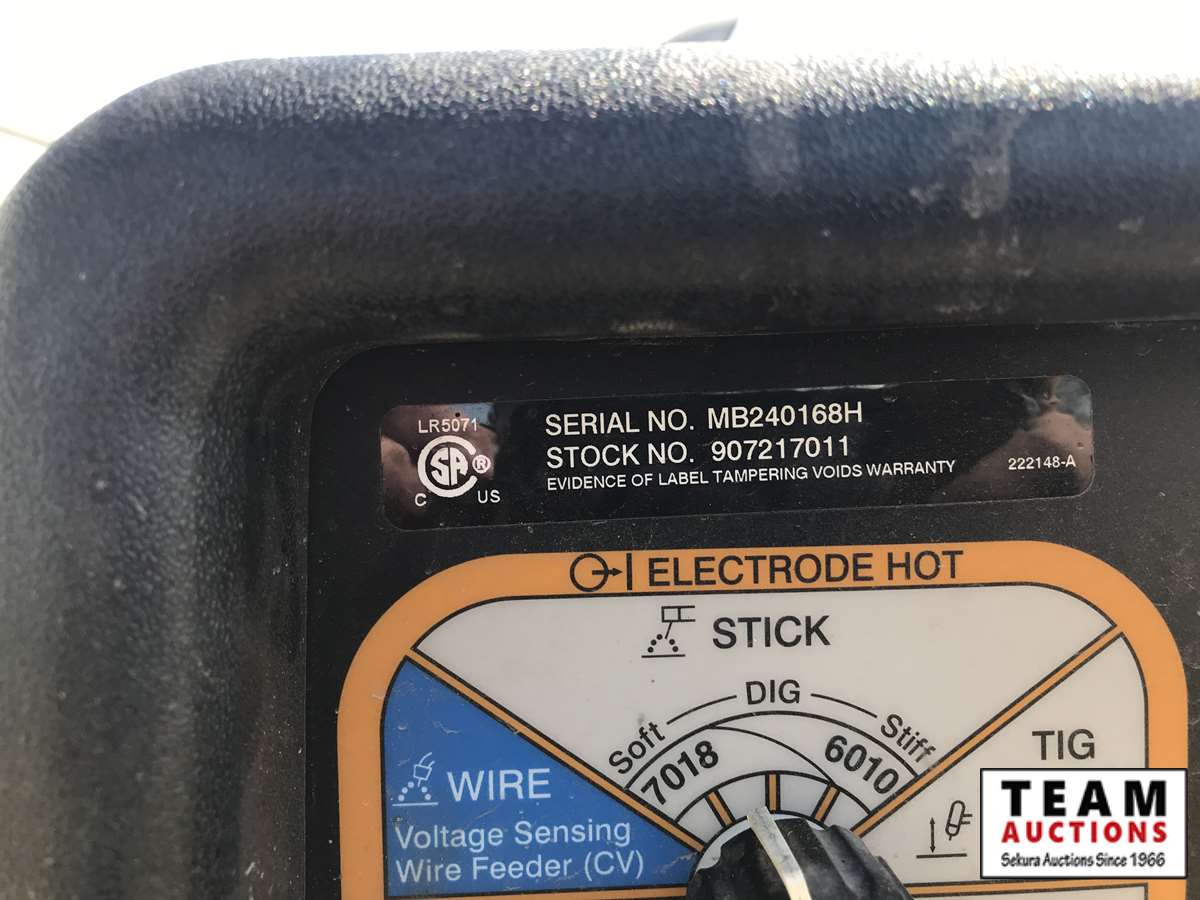 LR5071
SA ®
C US
SERIAL NO. MB240168H
STOCK NO. 907217011
EVIDENCE OF LABEL TAMPERING VOIDS WARRANTY
222148-A
ELECTRODE HOT
STICK
DIG
Soft Stiff
7018 6010
WIRE
Voltage Sensing
Wire Feeder (CV)
TIG
TEAM
AUCTIONS
Sekura Auctions Since 1966